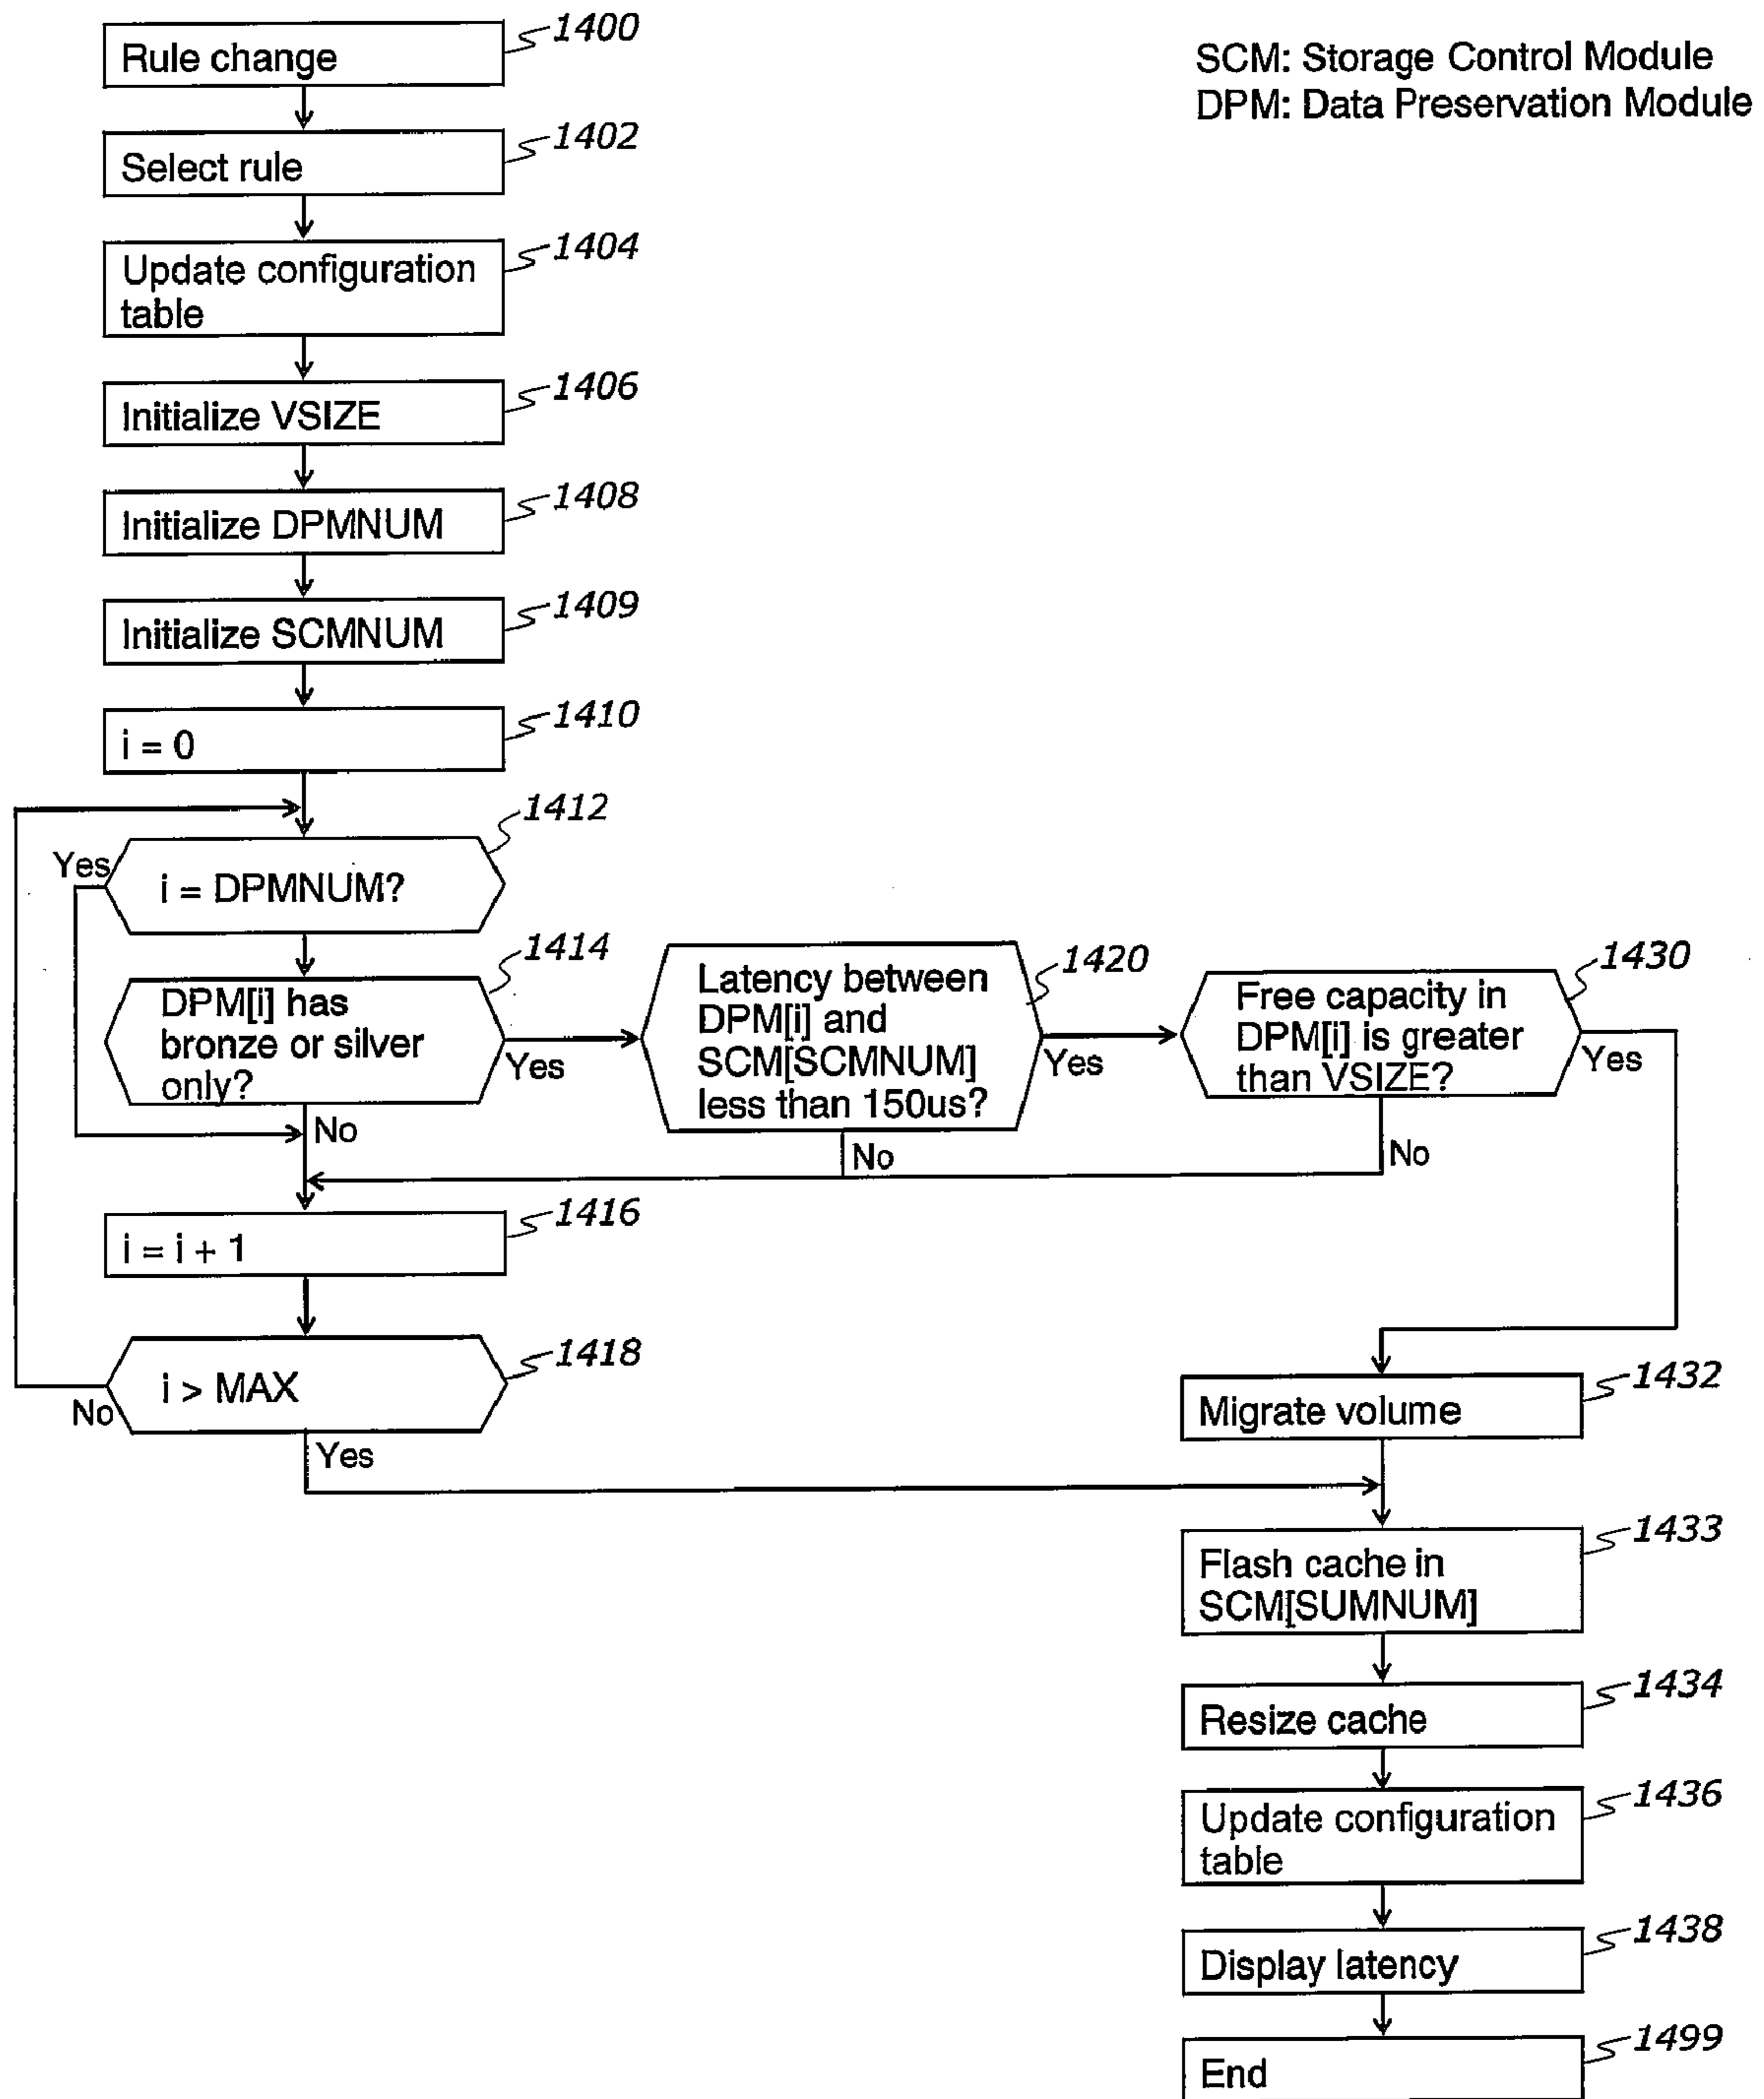 SCM: Storage Control Module
DPM: Data Preservation Module
Rule change
1400
Select rule
1402
Update configuration
table
1404
Initialize VSIZE
1406
Initialize DPMNUM
1408
Initialize SCMNUM
1409
i = 0
1410
i = DPMNUM?
1412
Yes
DPM[i] has
bronze or silver
only?
1414
Yes
No
Latency between
DPM[i] and
SCM[SCMNUM]
less than 150us?
1420
Yes
No
Free capacity in
DPM[i] is greater
than VSIZE?
1430
Yes
No
i = i + 1
1416
i > MAX
1418
No
Yes
Migrate volume
1432
Flash cache in
SCM[SUMNUM]
1433
Resize cache
1434
Update configuration
table
1436
Display latency
1438
End
1499